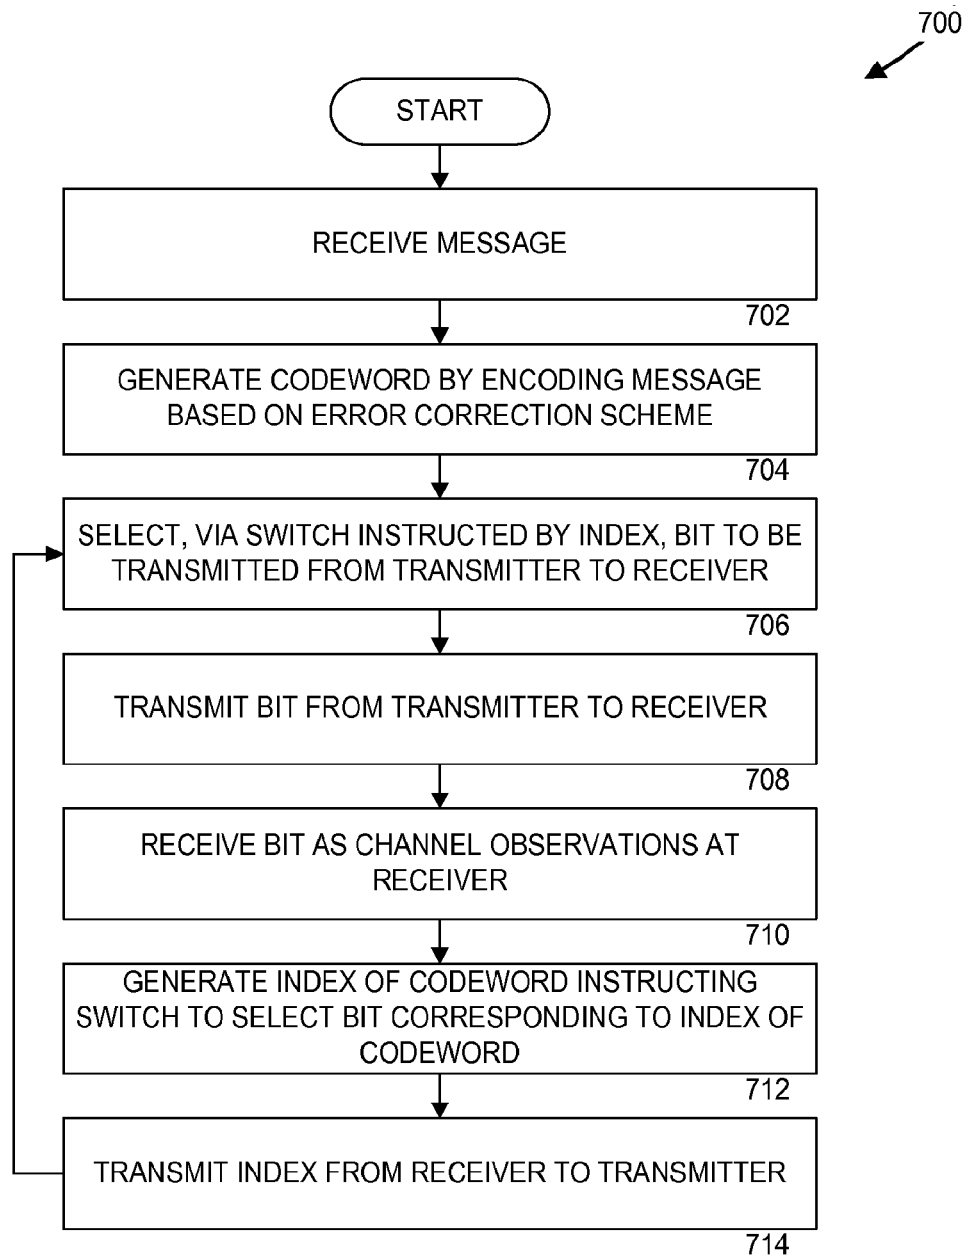 700
START
RECEIVE MESSAGE
702
GENERATE CODEWORD BY ENCODING MESSAGE
BASED ON ERROR CORRECTION SCHEME
704
SELECT, VIA SWITCH INSTRUCTED BY INDEX, BIT TO BE
TRANSMITTED FROM TRANSMITTER TO RECEIVER
706
TRANSMIT BIT FROM TRANSMITTER TO RECEIVER
708
RECEIVE BIT AS CHANNEL OBSERVATIONS AT
RECEIVER
710
GENERATE INDEX OF CODEWORD INSTRUCTING
SWITCH TO SELECT BIT CORRESPONDING TO INDEX OF
CODEWORD
712
TRANSMIT INDEX FROM RECEIVER TO TRANSMITTER
714